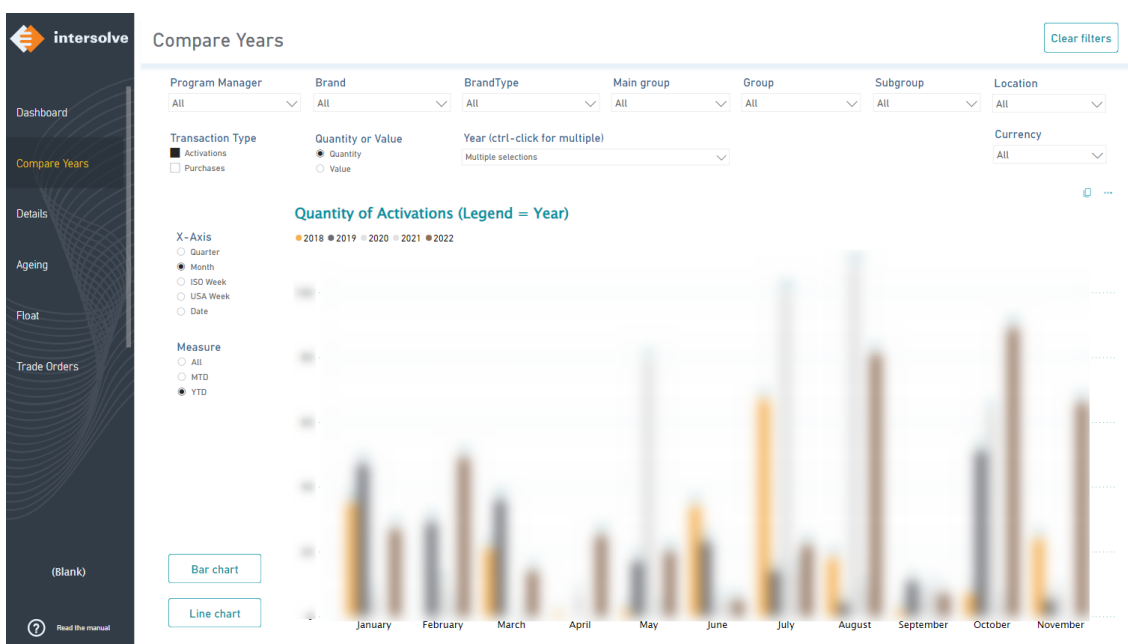 intersolve
Compare Years
Clear filters
Program Manager Brand BrandType Main group Group Subgroup Location
All All All All All All All
Dashboard
Transaction Type Quantity or Value Year (ctrl-click for multiple) Currency
Activations Quantity Multiple selections All
Purchases Value
Compare Years
Details
Ageing
Float
Trade Orders
(Blank)
Read the manual
Quantity of Activations (Legend = Year)
2018 2019 2020 2021 2022
X-Axis
Quarter
Month
ISO Week
USA Week
Date
Measure
All
MTD
YTD
Bar chart
Line chart
January February March April May June July August September October November